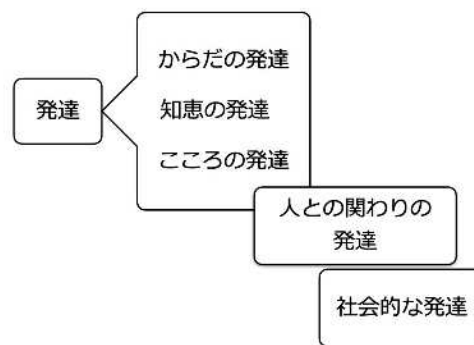 発達
からだの発達
知恵の発達
こころの発達
人との関わりの
発達
社会的な発達